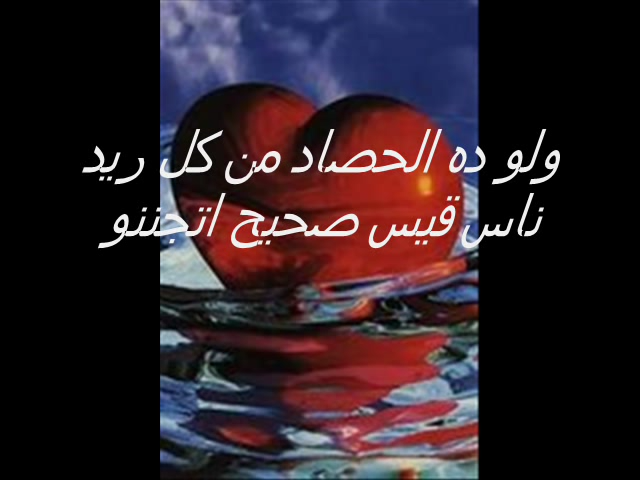 ولو ده الحصاد من كل ريد
ناس قيس صحيح اتجننو